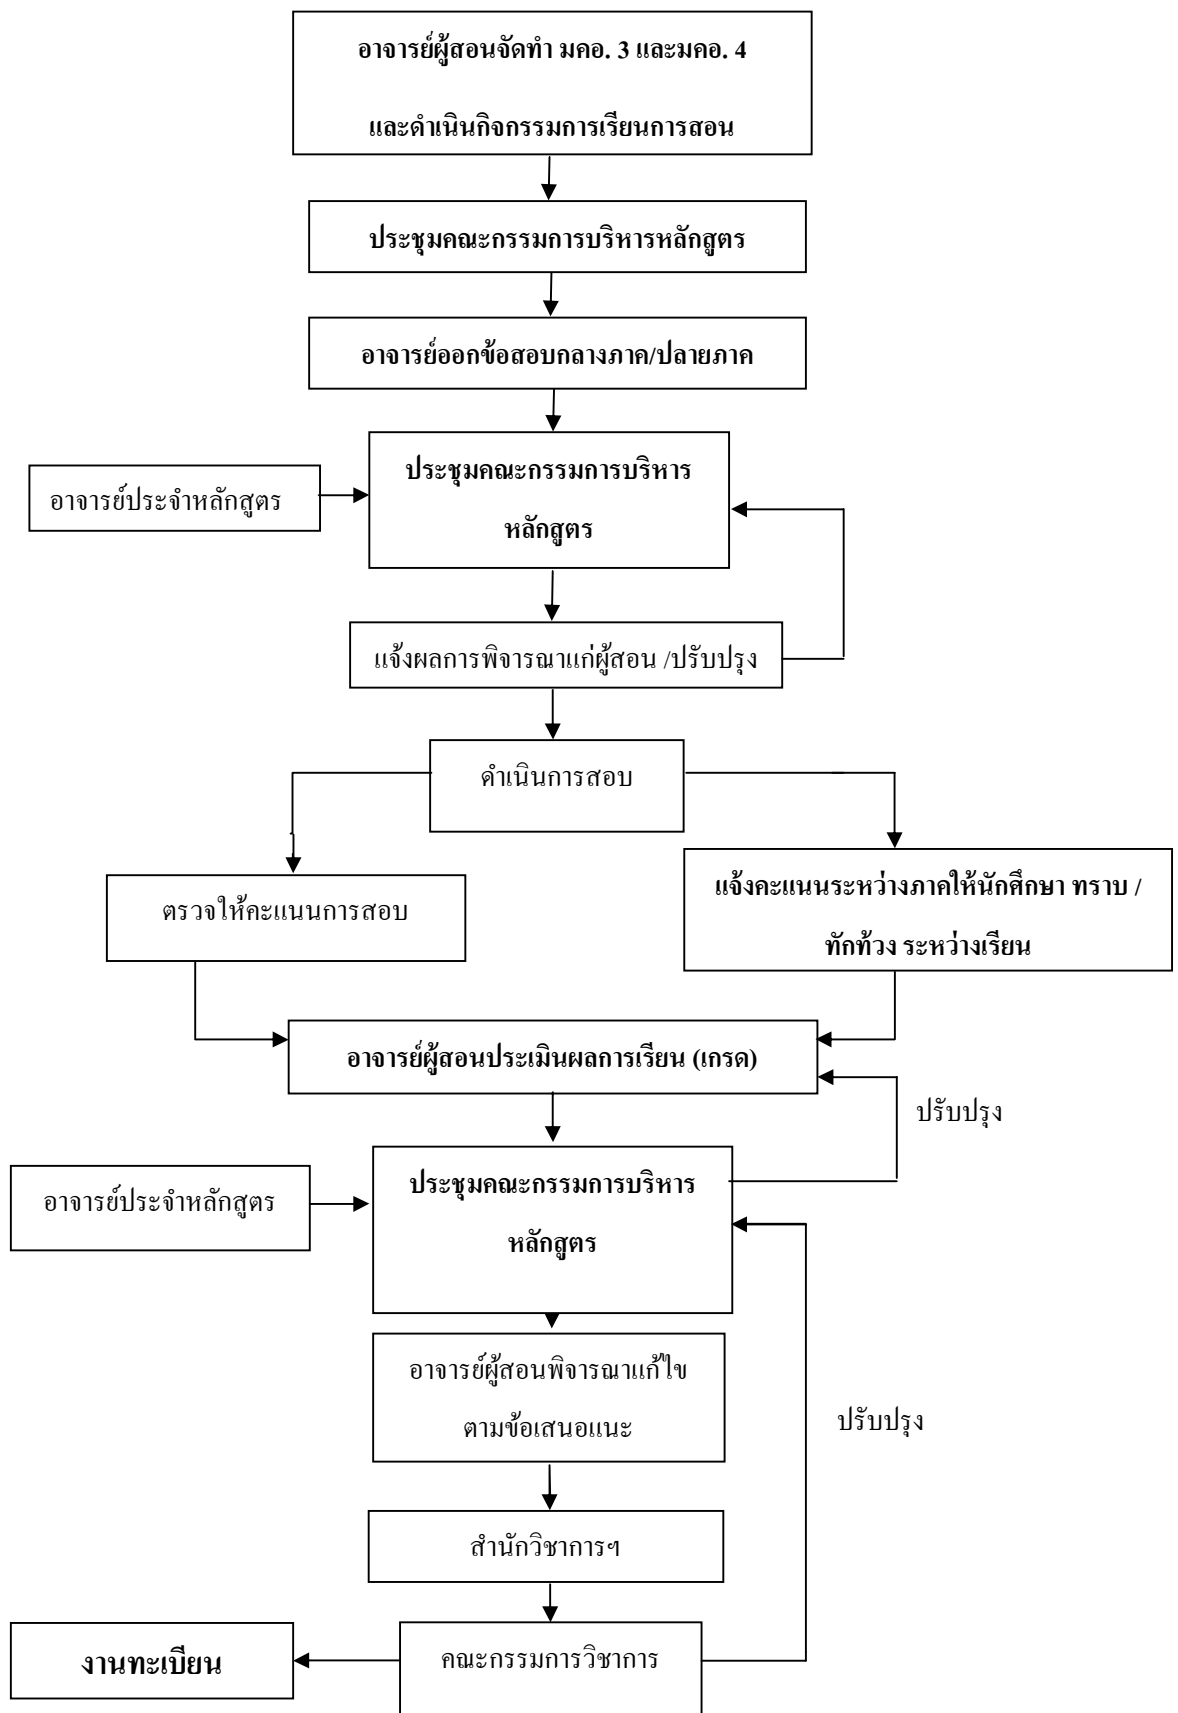 อาจารย์ผู้สอนจัดทำ มคอ. 3 และมคอ. 4
และดำเนินกิจกรรมการเรียนการสอน
ประชุมคณะกรรมการบริหารหลักสูตร
อาจารย์ออกข้อสอบกลางภาค/ปลายภาค
ประชุมคณะกรรมการบริหาร
หลักสูตร
อาจารย์ประจำหลักสูตร
แจ้งผลการพิจารณาแก่ผู้สอน /ปรับปรุง
ดำเนินการสอบ
ตรวจให้คะแนนการสอบ
แจ้งคะแนนระหว่างภาคให้นักศึกษา ทราบ /
ทักท้วง ระหว่างเรียน
อาจารย์ผู้สอนประเมินผลการเรียน (เกรด)
ปรับปรุง
ประชุมคณะกรรมการบริหาร
หลักสูตร
อาจารย์ประจำหลักสูตร
อาจารย์ผู้สอนพิจารณาแก้ไข
ตามข้อเสนอแนะ
ปรับปรุง
สำนักวิชาการฯ
คณะกรรมการวิชาการ
งานทะเบียน